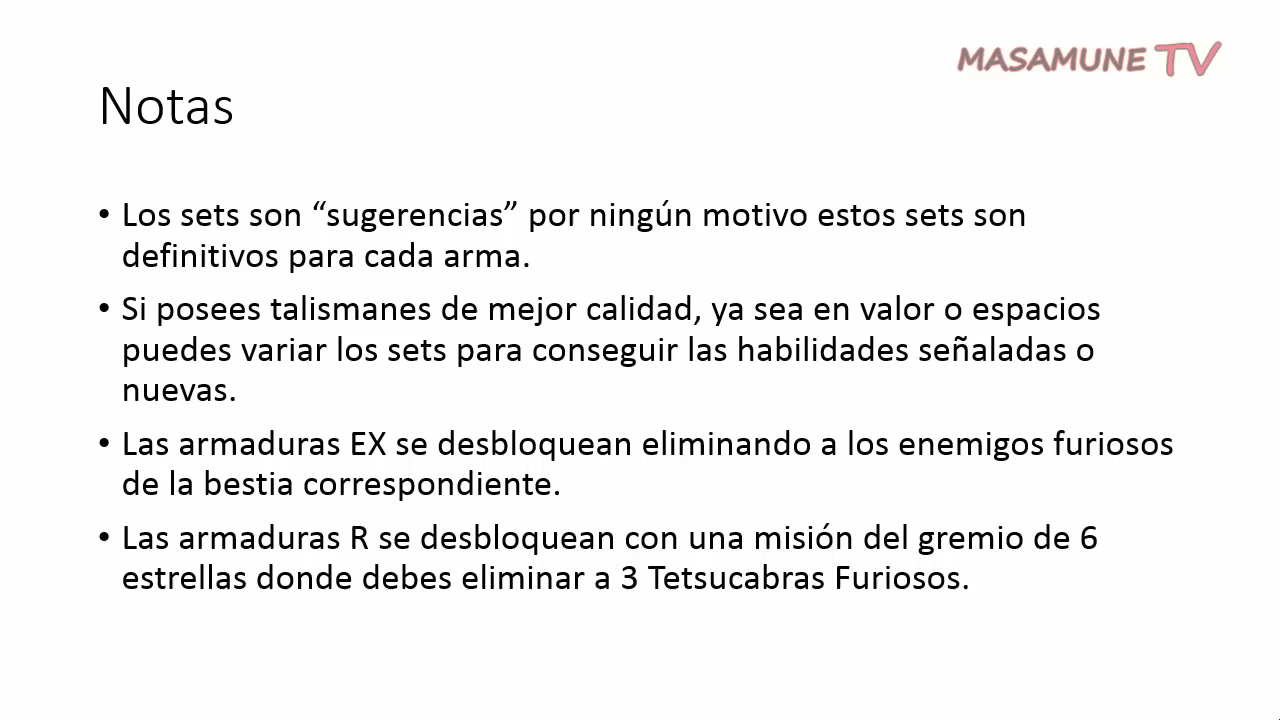 MASAMUNE TV
Notas
• Los sets son “sugerencias” por ningún motivo estos sets son
definitivos para cada arma.
• Si posees talismanes de mejor calidad, ya sea en valor o espacios
puedes variar los sets para conseguir las habilidades señaladas o
nuevas.
• Las armaduras EX se desbloquean eliminando a los enemigos furiosos
de la bestia correspondiente.
• Las armaduras R se desbloquean con una misión del gremio de 6
estrellas donde debes eliminar a 3 Tetsucabras Furiosos.